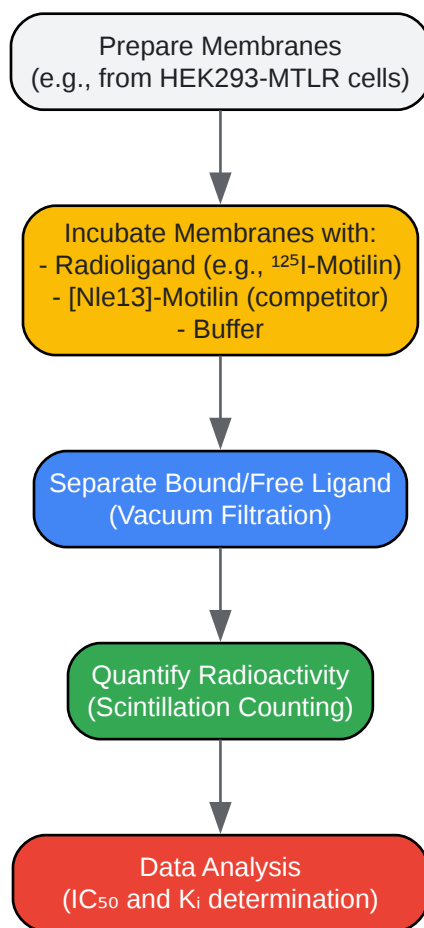 Prepare Membranes
(e.g., from HEK293-MTLR cells)
Incubate Membranes with:
- Radioligand (e.g., ¹²⁵I-Motilin)
- [Nle13]-Motilin (competitor)
- Buffer
Separate Bound/Free Ligand
(Vacuum Filtration)
Quantify Radioactivity
(Scintillation Counting)
Data Analysis
(IC₅₀ and Kᵢ determination)